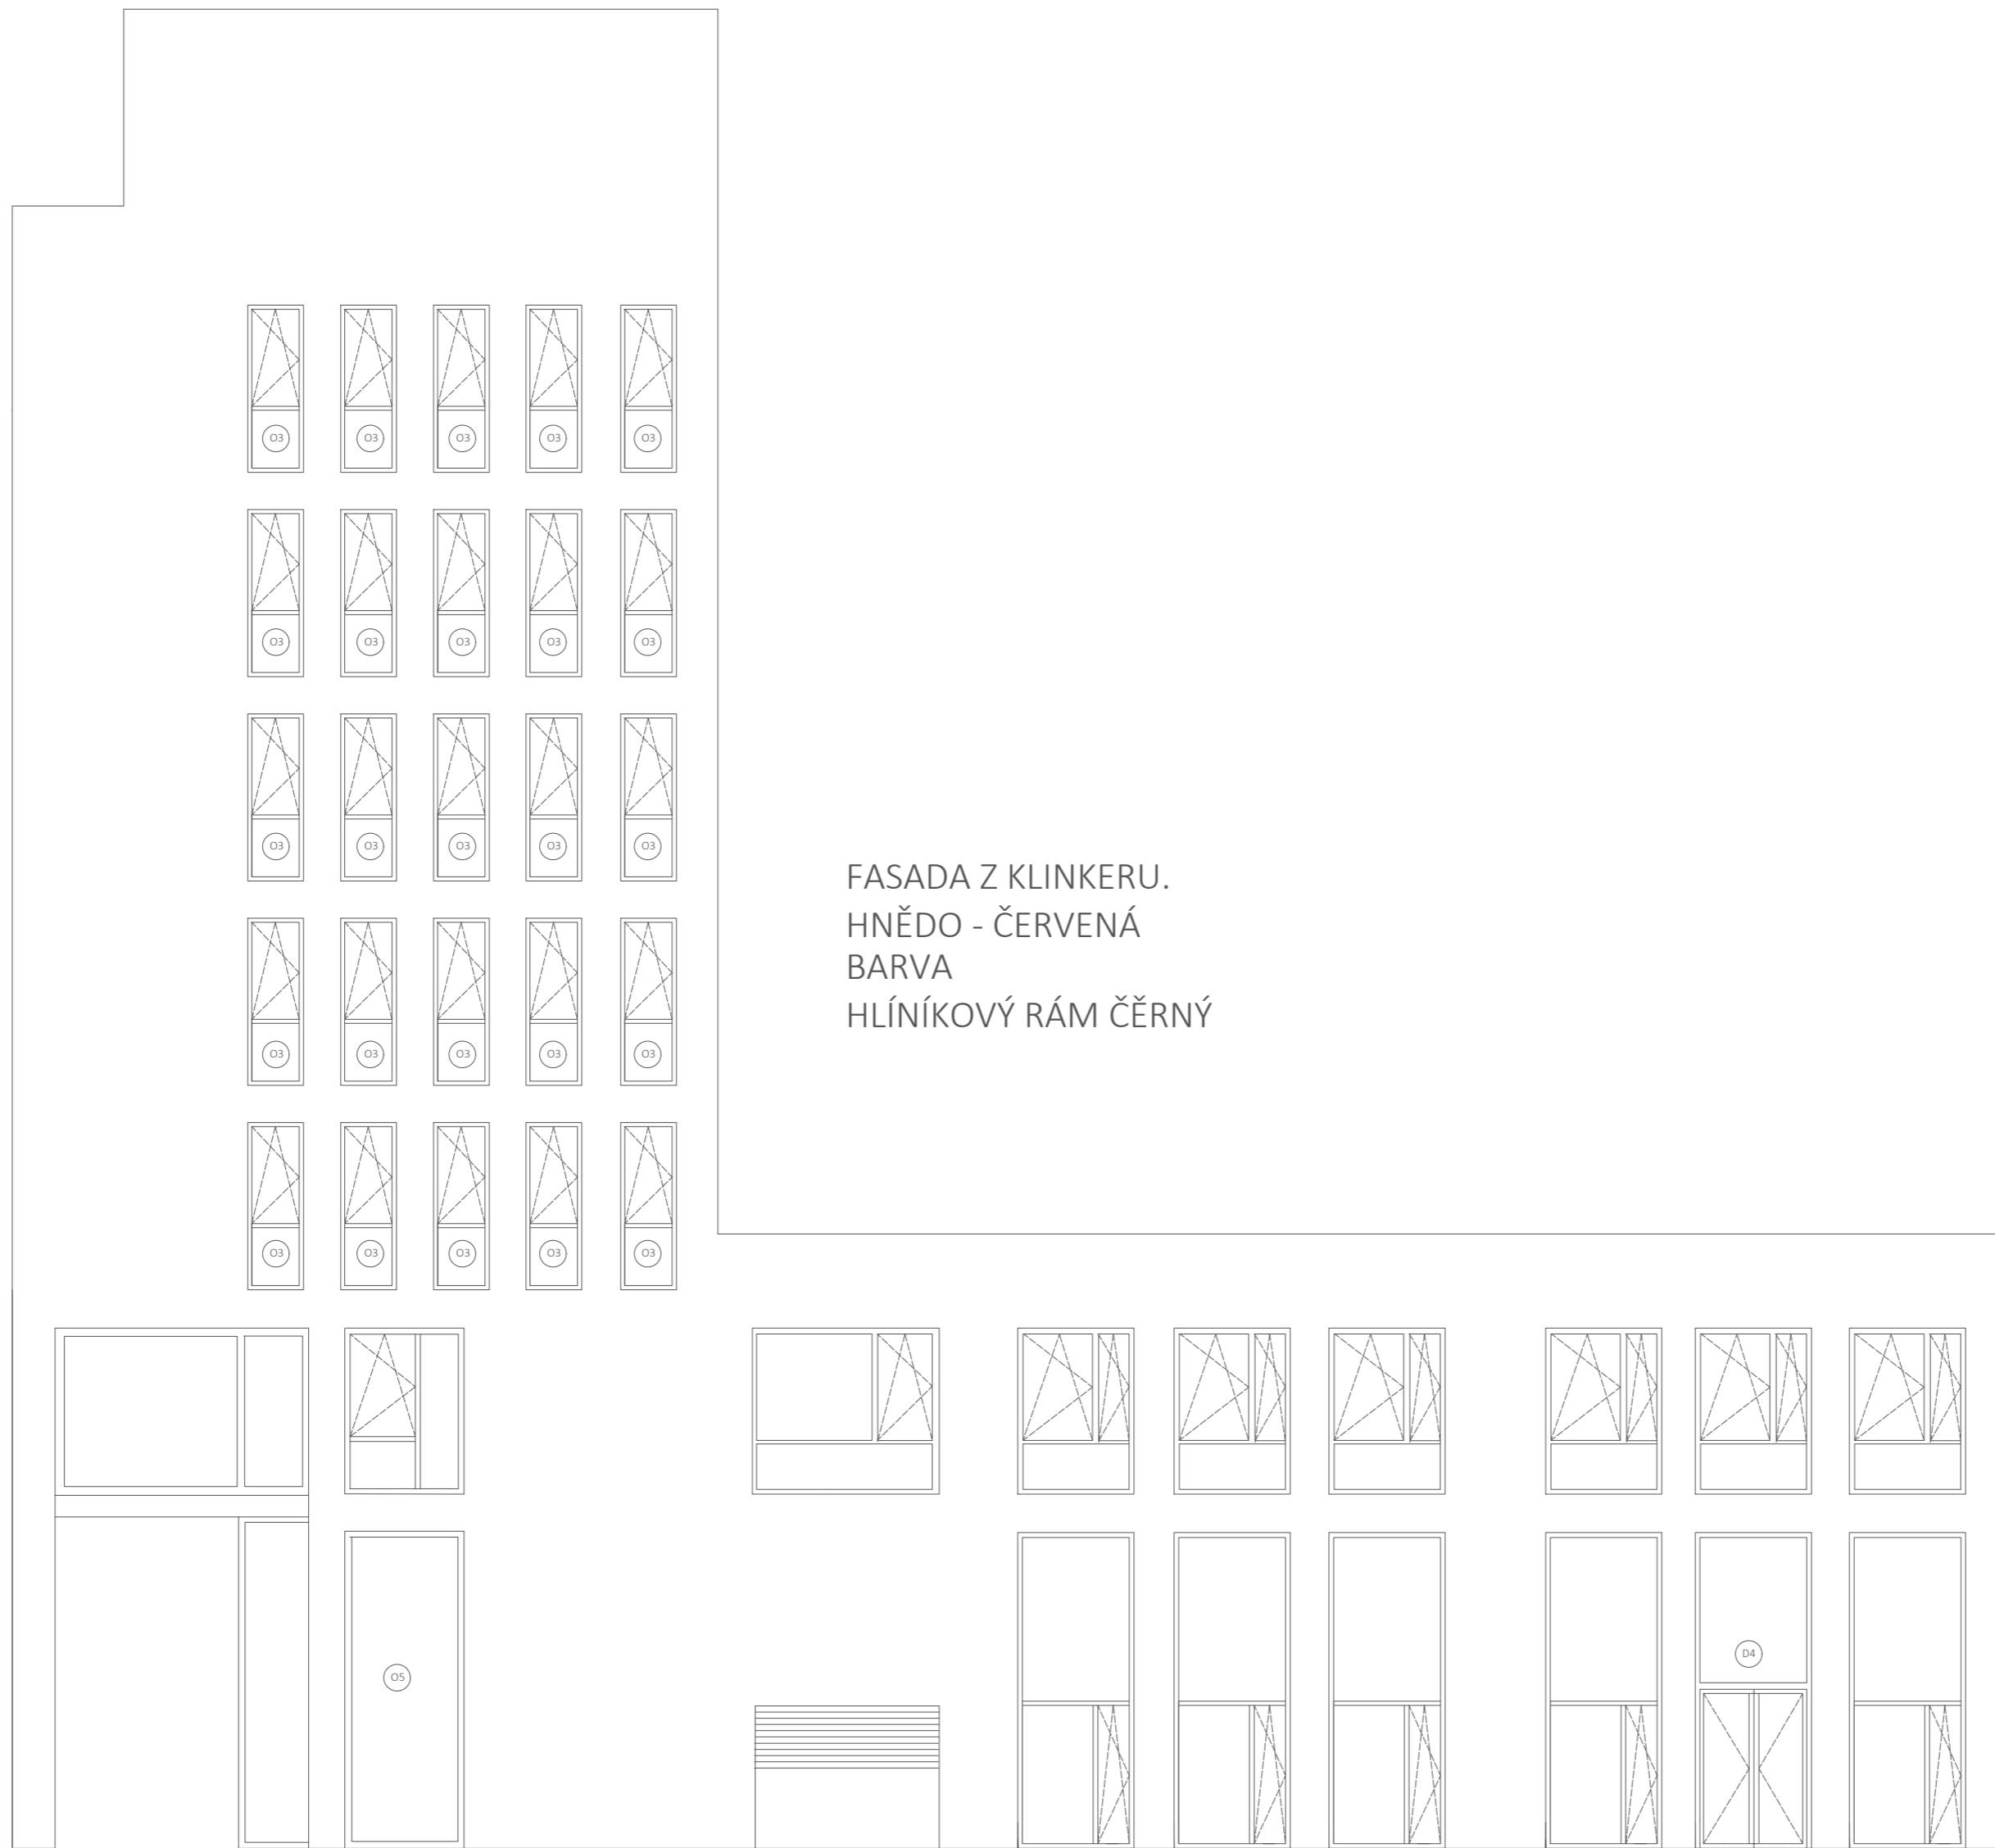 O3 O3 O3 O3 O3
O3 O3 O3 O3 O3
O3 O3 O3 O3 O3
FASADA Z KLINKERU.
HNĚDO - ČERVENÁ
BARVA
HLÍNÍKOVÝ RÁM ČĚRNÝ
O3 O3 O3 O3 O3
O3 O3 O3 O3 O3
D4
O5